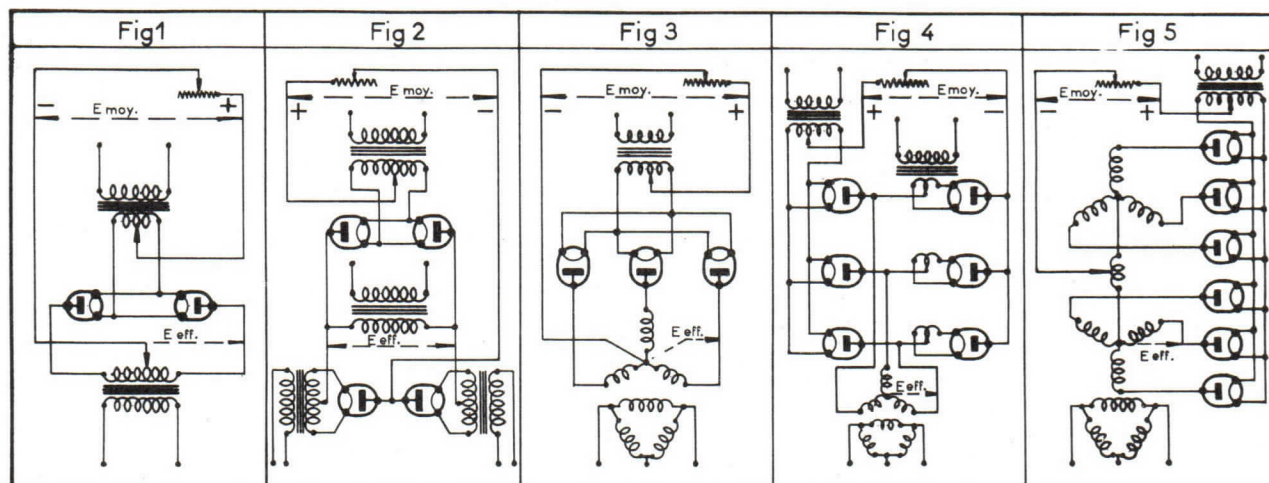 Fig1
Fig 2
Fig 3
Fig 4
Fig 5
− E moy. +
E eff.
+ E moy. −
E eff.
− E moy. +
E eff.
+ E moy. −
E eff.
− E moy. +
E eff.